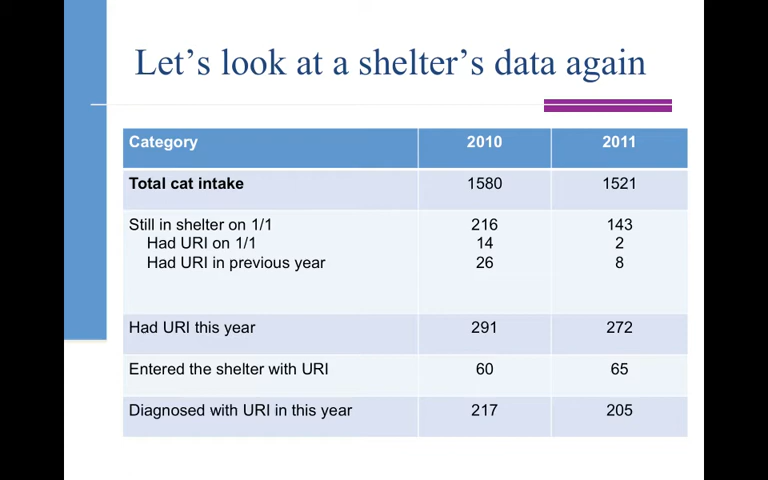 Let's look at a shelter's data again
Category 2010 2011
Total cat intake 1580 1521
Still in shelter on 1/1 216 143
Had URI on 1/1 14 2
Had URI in previous year 26 8
Had URI this year 291 272
Entered the shelter with URI 60 65
Diagnosed with URI in this year 217 205